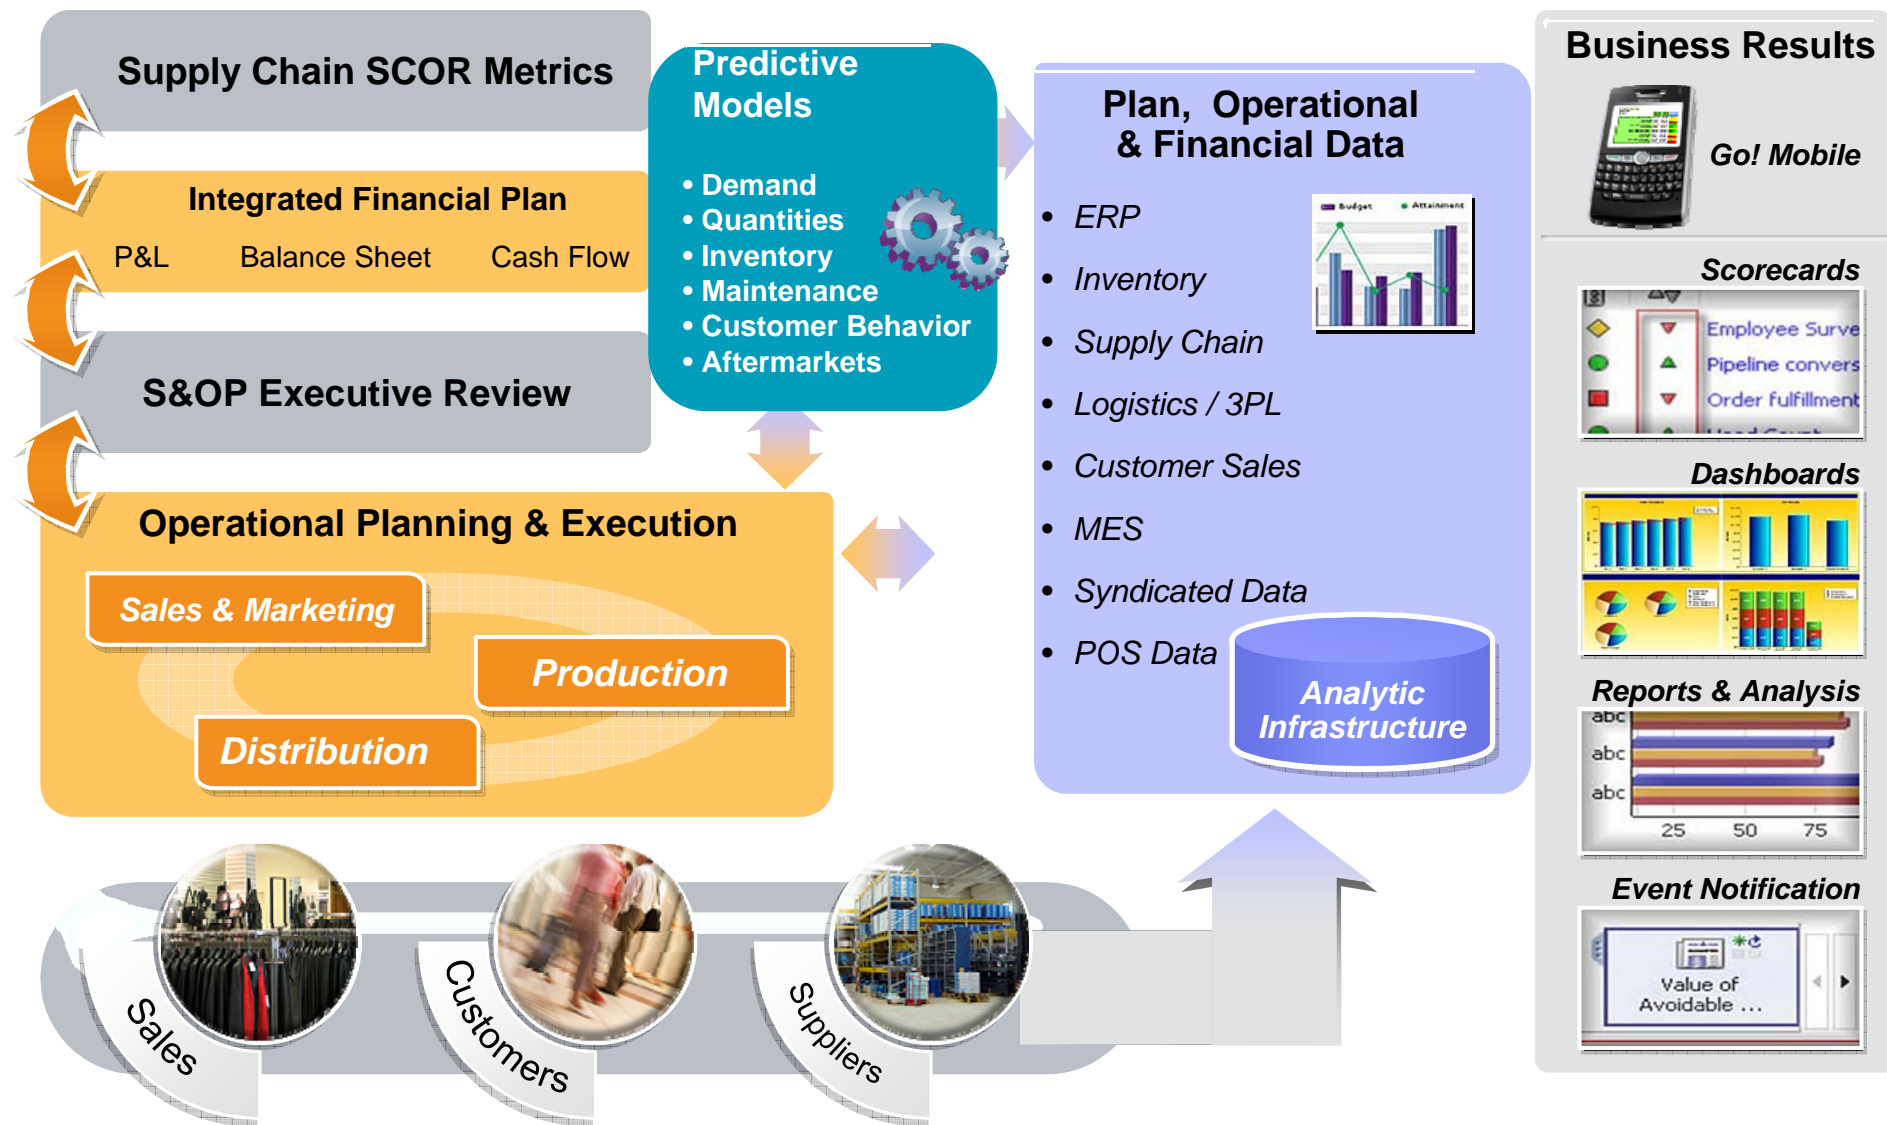 Supply Chain SCOR Metrics
Integrated Financial Plan
P&L Balance Sheet Cash Flow
S&OP Executive Review
Operational Planning & Execution
Sales & Marketing
Production
Distribution
Predictive
Models
• Demand
• Quantities
• Inventory
• Maintenance
• Customer Behavior
• Aftermarkets
Plan, Operational
& Financial Data
• ERP
• Inventory
• Supply Chain
• Logistics / 3PL
• Customer Sales
• MES
• Syndicated Data
• POS Data
Budget Attainment
Analytic
Infrastructure
Sales
Customers
Suppliers
Business Results
Go! Mobile
Scorecards
Employee Surve
Pipeline convers
Order fulfillment
Head Count
Dashboards
Reports & Analysis
abc
abc
abc
25 50 75
Event Notification
Value of
Avoidable ...